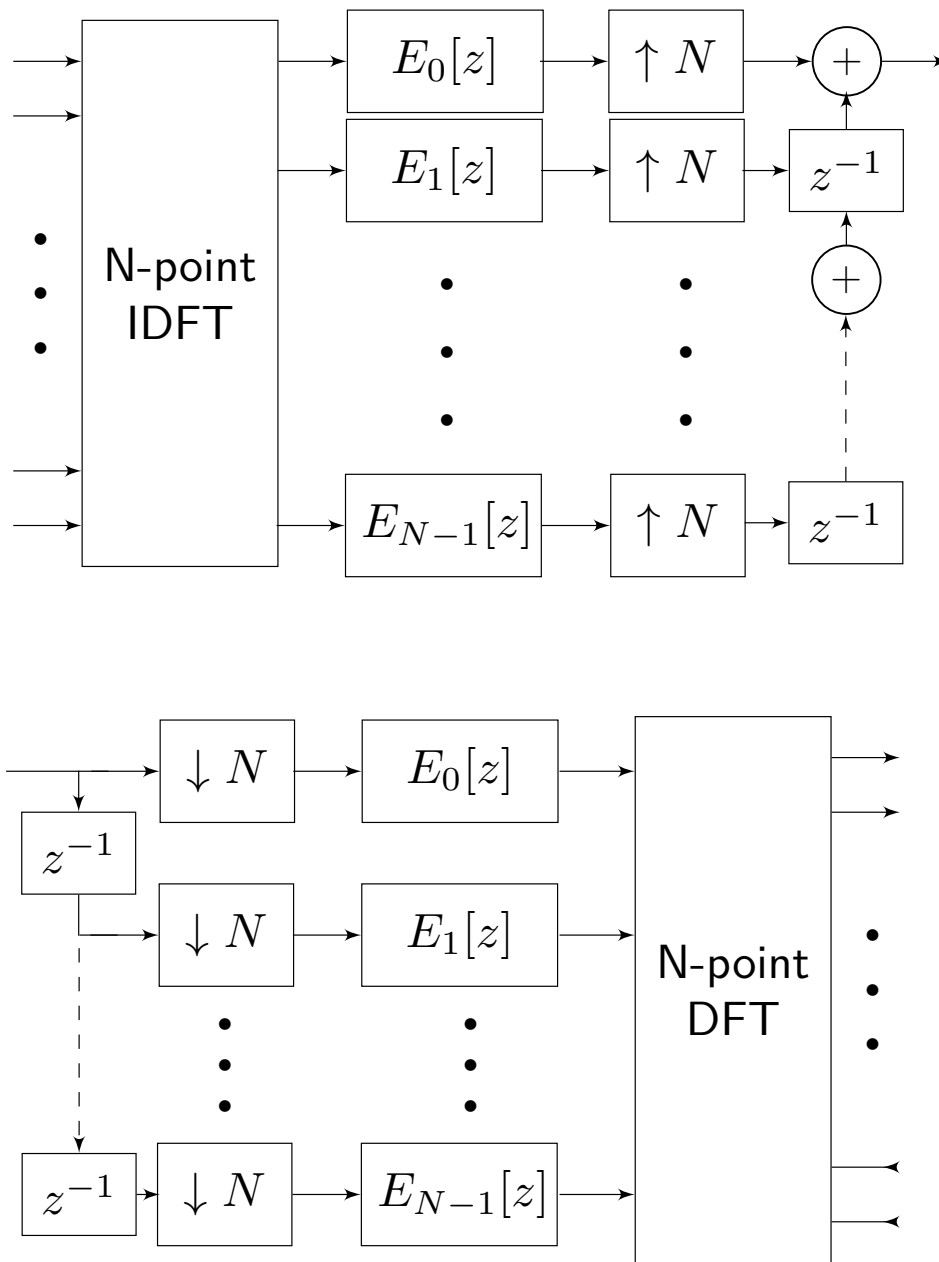 E_0[z] ↑ N +
E_1[z] ↑ N z^{-1}
+
N-point
IDFT
E_{N-1}[z] ↑ N z^{-1}
↓ N E_0[z]
z^{-1}
↓ N E_1[z]
N-point
DFT
z^{-1} ↓ N E_{N-1}[z]